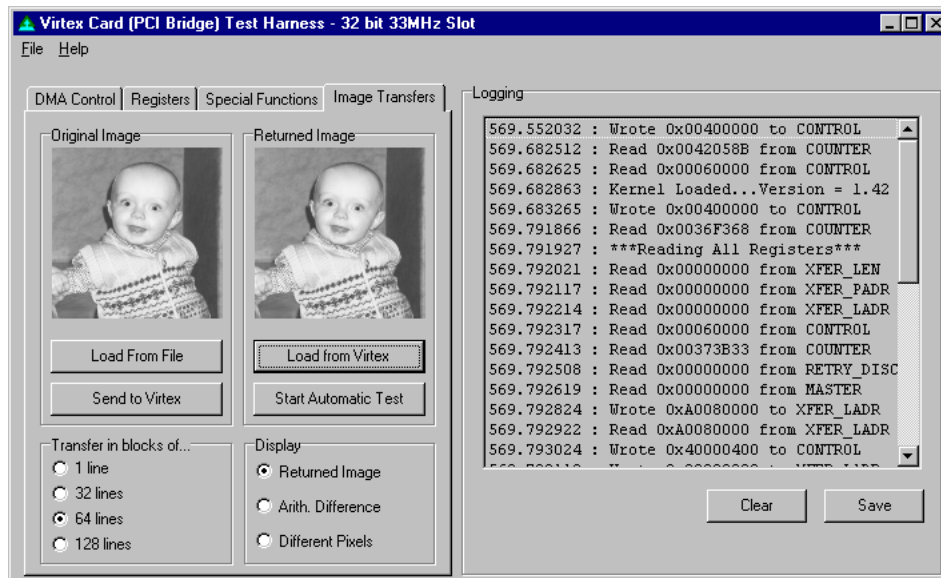 Virtex Card (PCI Bridge) Test Harness - 32 bit 33MHz Slot
File Help
DMA Control Registers Special Functions Image Transfers
Original Image
Returned Image
Load From File
Load from Virtex
Send to Virtex
Start Automatic Test
Transfer in blocks of...
1 line
32 lines
64 lines
128 lines
Display
Returned Image
Arith. Difference
Different Pixels
Logging
569.552032 : Wrote 0x00400000 to CONTROL
569.682512 : Read 0x0042058B from COUNTER
569.682625 : Read 0x00060000 from CONTROL
569.682863 : Kernel Loaded...Version = 1.42
569.683265 : Wrote 0x00400000 to CONTROL
569.791866 : Read 0x0036F368 from COUNTER
569.791927 : ***Reading All Registers***
569.792021 : Read 0x00000000 from XFER_LEN
569.792117 : Read 0x00000000 from XFER_PADR
569.792214 : Read 0x00000000 from XFER_LADR
569.792317 : Read 0x00060000 from CONTROL
569.792413 : Read 0x00373B33 from COUNTER
569.792508 : Read 0x00000000 from RETRY_DISC
569.792619 : Read 0x00000000 from MASTER
569.792824 : Wrote 0xA0080000 to XFER_LADR
569.792922 : Read 0xA0080000 from XFER_LADR
569.793024 : Wrote 0x40000400 to CONTROL
Clear
Save